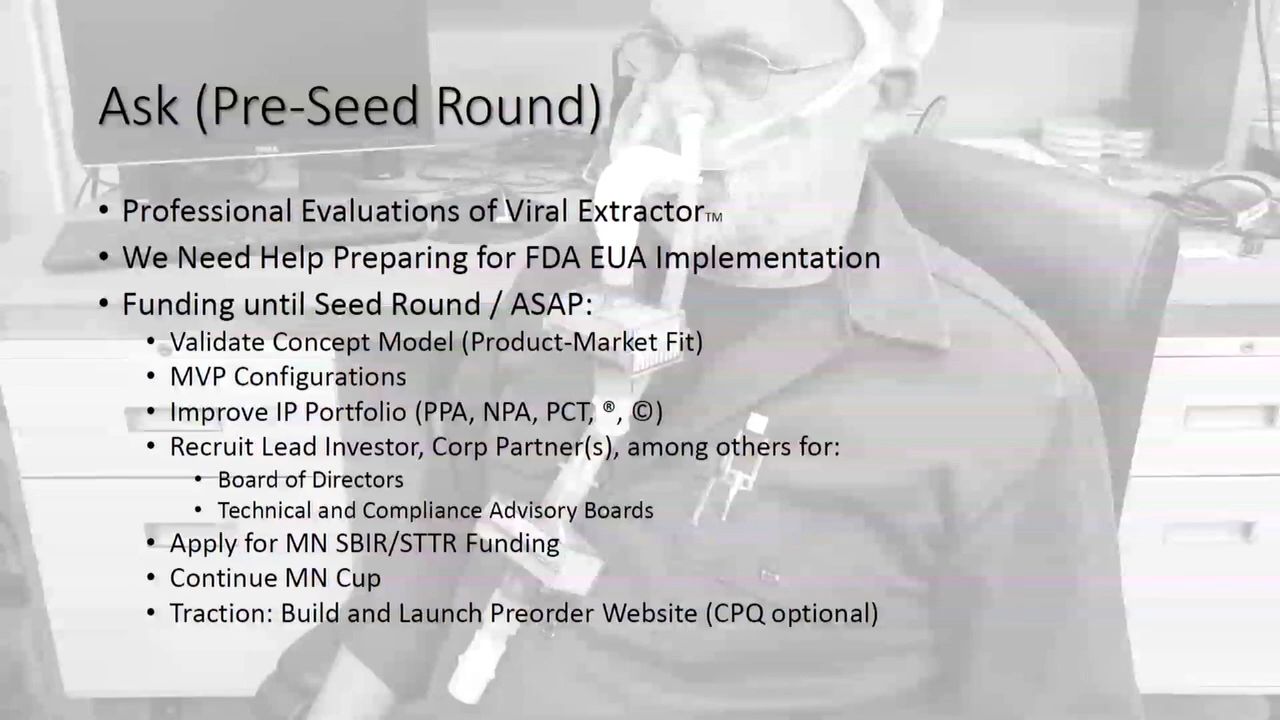 Ask (Pre-Seed Round)
• Professional Evaluations of Viral Extractor™
• We Need Help Preparing for FDA EUA Implementation
• Funding until Seed Round / ASAP:
• Validate Concept Model (Product-Market Fit)
• MVP Configurations
• Improve IP Portfolio (PPA, NPA, PCT, ®, ©)
• Recruit Lead Investor, Corp Partner(s), among others for:
• Board of Directors
• Technical and Compliance Advisory Boards
• Apply for MN SBIR/STTR Funding
• Continue MN Cup
• Traction: Build and Launch Preorder Website (CPQ optional)